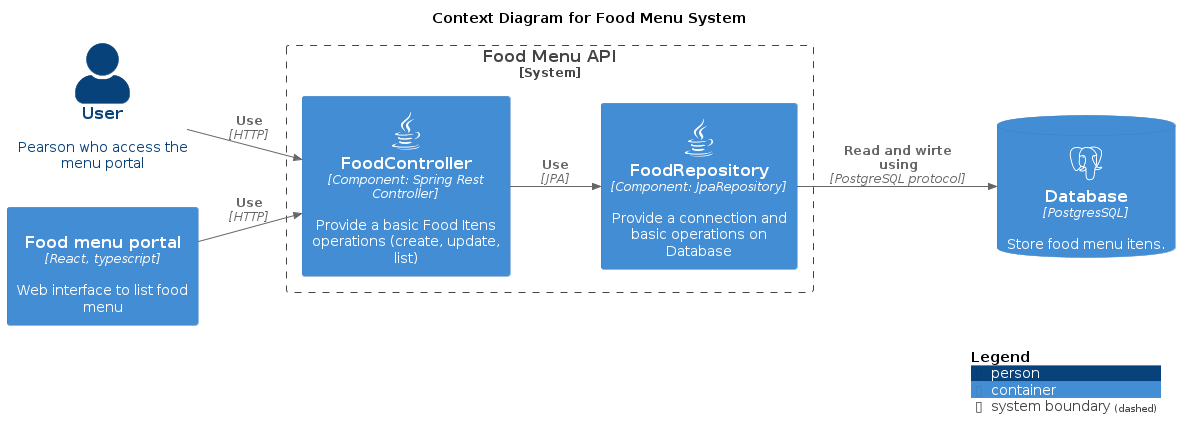 Context Diagram for Food Menu System
User
Pearson who access the
menu portal
Use
[HTTP]
Food menu portal
[React, typescript]
Web interface to list food
menu
Use
[HTTP]
Food Menu API
[System]
FoodController
[Component: Spring Rest
Controller]
Provide a basic Food Itens
operations (create, update,
list)
Use
[JPA]
FoodRepository
[Component: JpaRepository]
Provide a connection and
basic operations on
Database
Read and wirte
using
[PostgreSQL protocol]
Database
[PostgresSQL]
Store food menu itens.
Legend
person
container
system boundary (dashed)